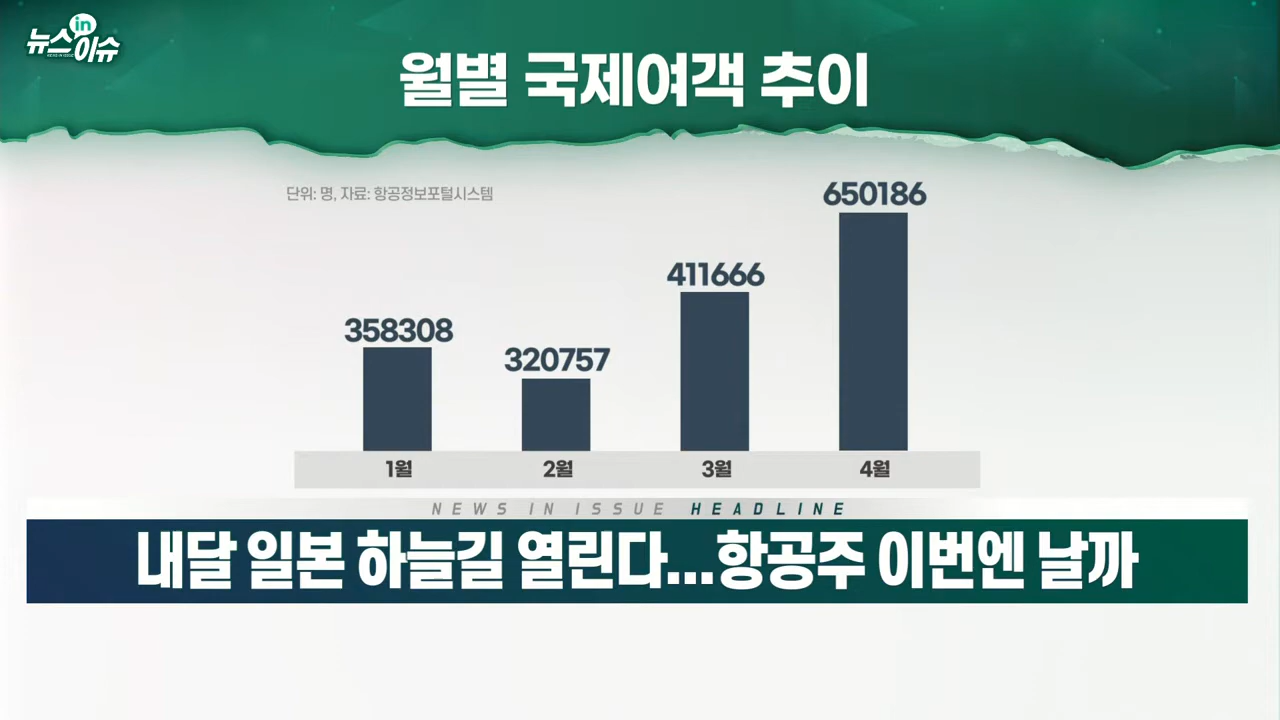 뉴스in이슈
NEWS IN ISSUE
월별 국제여객 추이
단위: 명, 자료: 항공정보포털시스템
358308
320757
411666
650186
1월
2월
3월
4월
NEWS IN ISSUE HEADLINE
내달 일본 하늘길 열린다...항공주 이번엔 날까